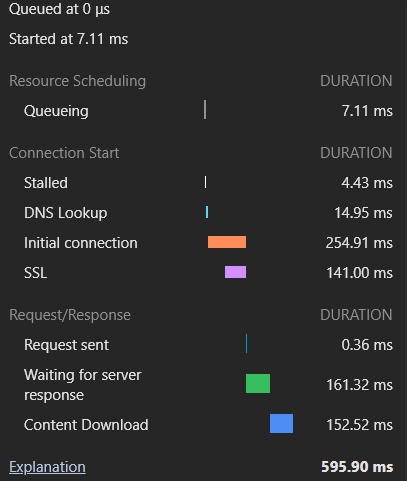 Queued at 0 μs
Started at 7.11 ms
Resource Scheduling DURATION
Queueing 7.11 ms
Connection Start DURATION
Stalled 4.43 ms
DNS Lookup 14.95 ms
Initial connection 254.91 ms
SSL 141.00 ms
Request/Response DURATION
Request sent 0.36 ms
Waiting for server
response 161.32 ms
Content Download 152.52 ms
Explanation 595.90 ms